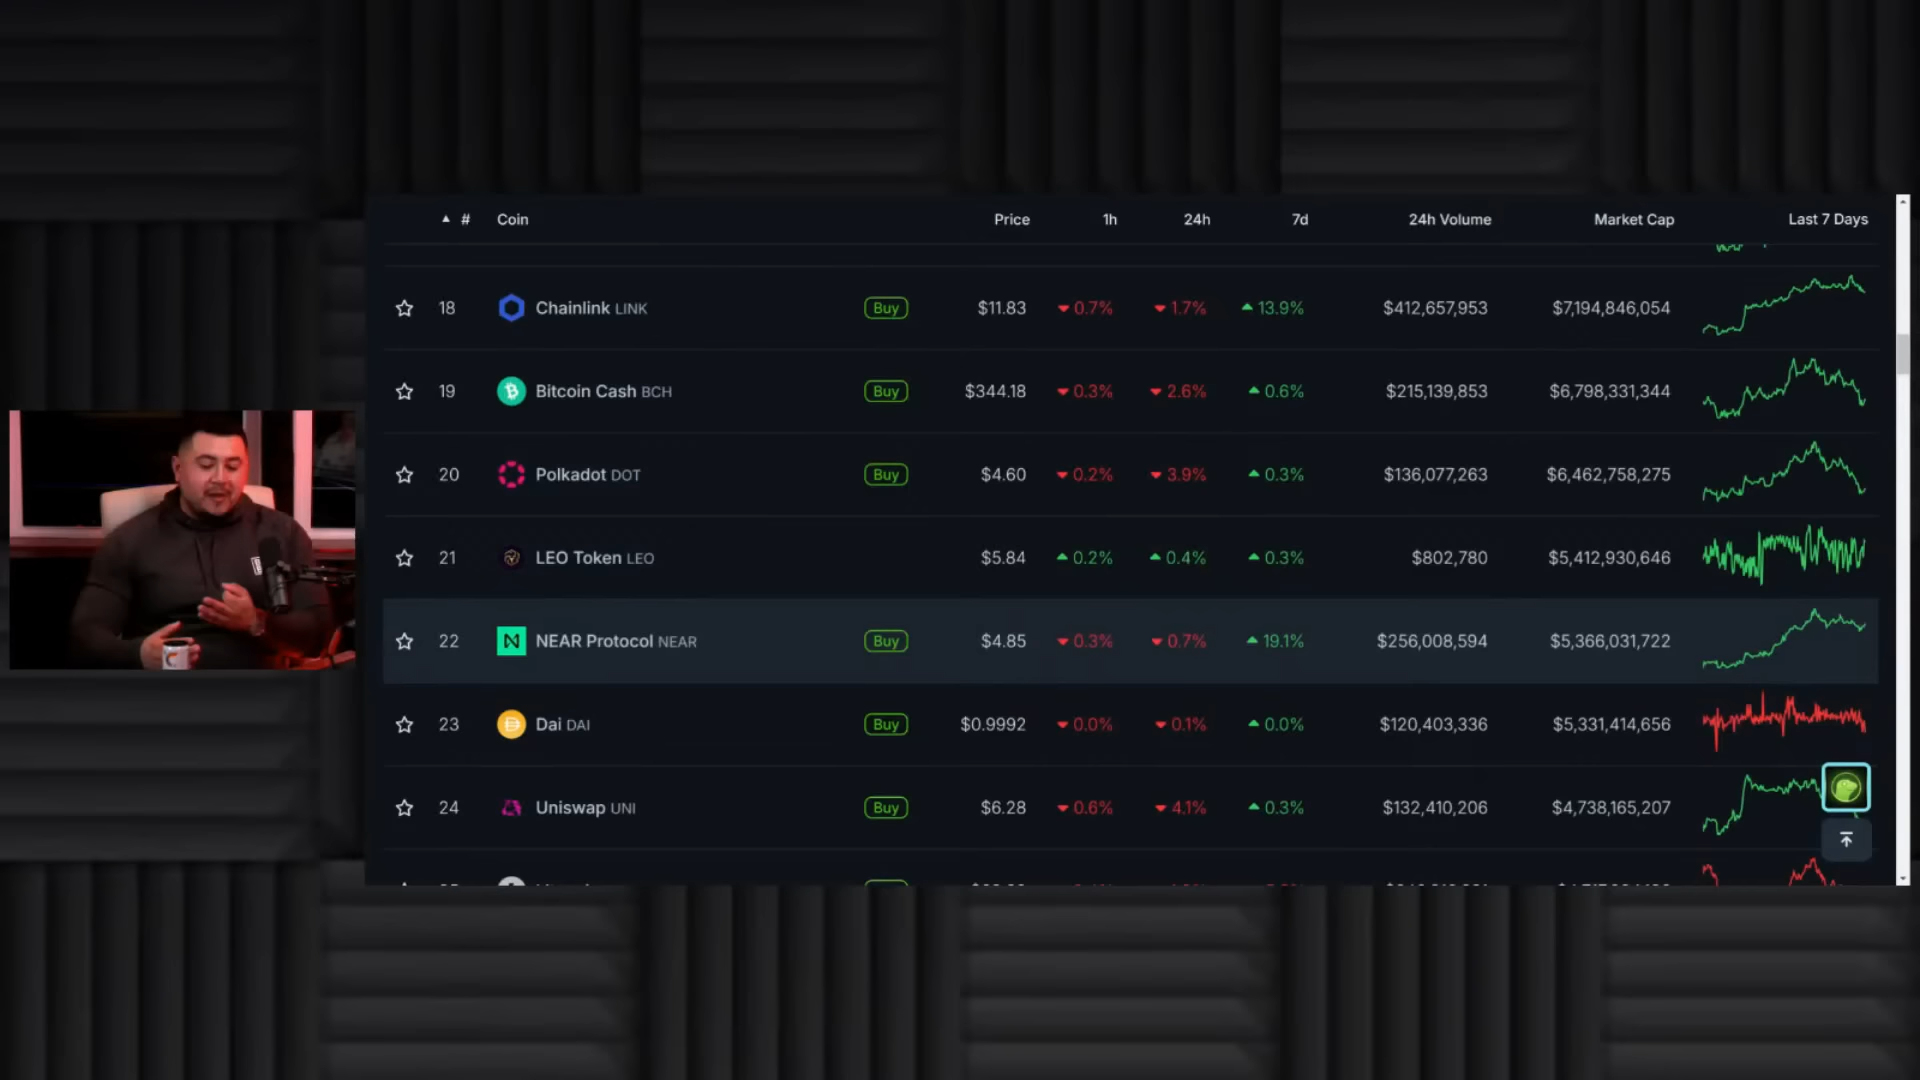 # Coin Price 1h 24h 7d 24h Volume Market Cap Last 7 Days
18 Chainlink LINK Buy $11.83 0.7% 1.7% 13.9% $412,657,953 $7,194,846,054
19 Bitcoin Cash BCH Buy $344.18 0.3% 2.6% 0.6% $215,139,853 $6,798,331,344
20 Polkadot DOT Buy $4.60 0.2% 3.9% 0.3% $136,077,263 $6,462,758,275
21 LEO Token LEO $5.84 0.2% 0.4% 0.3% $802,780 $5,412,930,646
22 NEAR Protocol NEAR Buy $4.85 0.3% 0.7% 19.1% $256,008,594 $5,366,031,722
23 Dai DAI Buy $0.9992 0.0% 0.1% 0.0% $120,403,336 $5,331,414,656
24 Uniswap UNI Buy $6.28 0.6% 4.1% 0.3% $132,410,206 $4,738,165,207